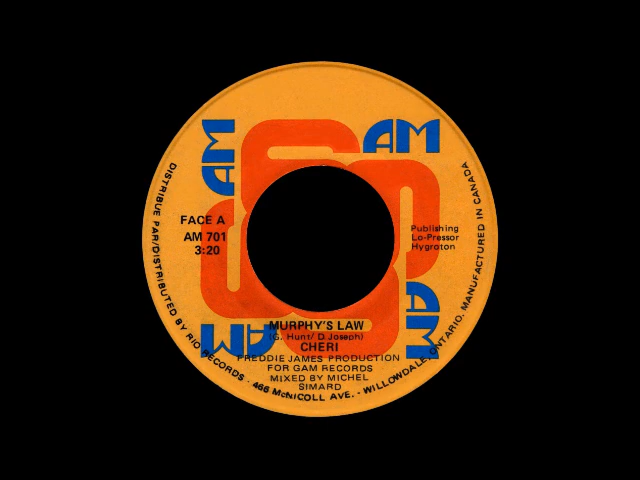 AM
AM
AM
AM
FACE A
AM 701
3:20
Publishing
La-Pressor
Hygroton
MURPHY'S LAW
(G. Hunt/ D. Joseph)
CHERI
FREDDIE JAMES PRODUCTION
FOR GAM RECORDS
MIXED BY MICHEL
SIMARD
DISTRIBUE PAR/DISTRIBUTED BY RIO RECORDS - 466 McNICOLL AVE. - WILLOWDALE, ONTARIO. MANUFACTURED IN CANADA